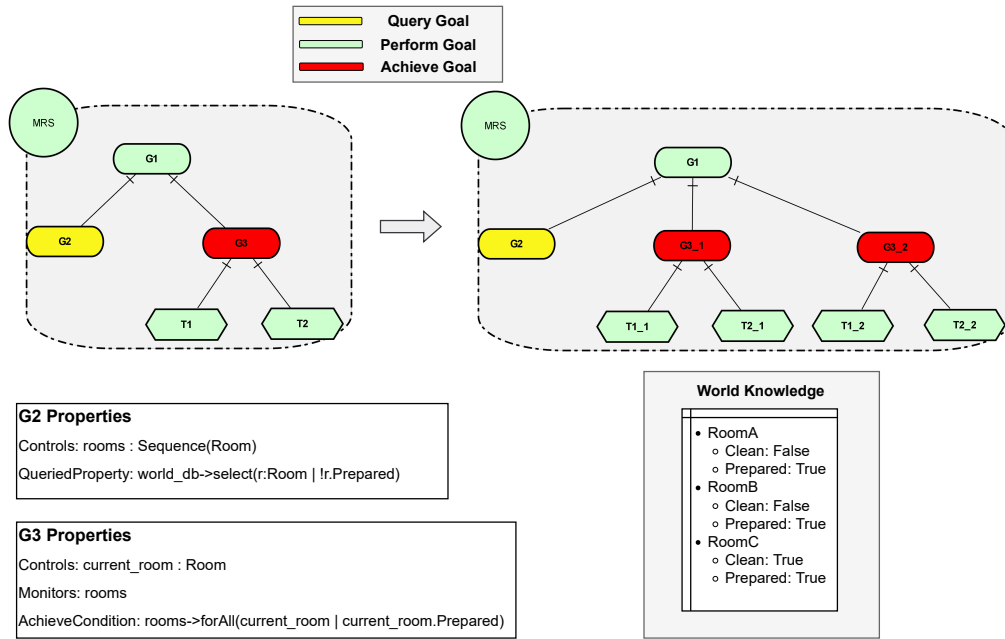 Query Goal
Perform Goal
Achieve Goal
MRS
G1
G2
G3
T1
T2
MRS
G1
G2
G3_1
G3_2
T1_1
T2_1
T1_2
T2_2
G2 Properties
Controls: rooms : Sequence(Room)
QueriedProperty: world_db->select(r:Room | !r.Prepared)
G3 Properties
Controls: current_room : Room
Monitors: rooms
AchieveCondition: rooms->forAll(current_room | current_room.Prepared)
World Knowledge
RoomA
Clean: False
Prepared: True
RoomB
Clean: False
Prepared: True
RoomC
Clean: True
Prepared: True